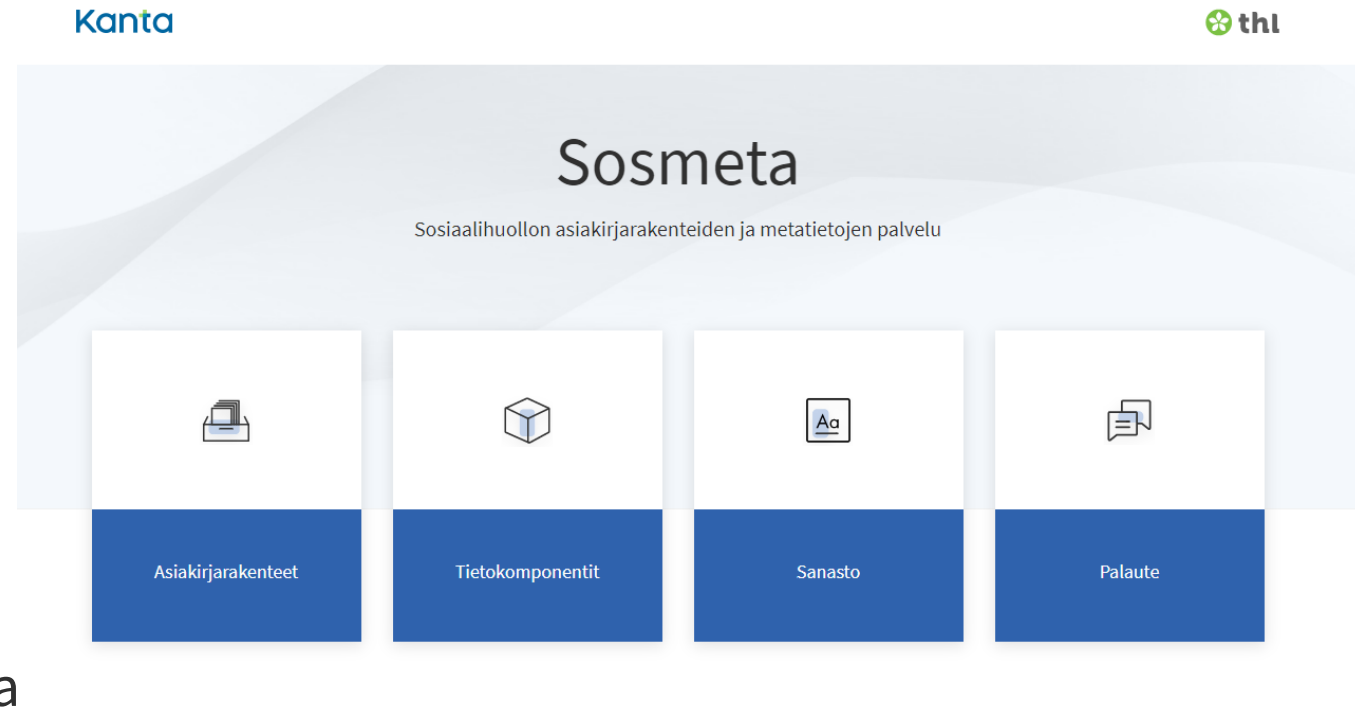 Kanta
thl
Sosmeta
Sosiaalihuollon asiakirjarakenteiden ja metatietojen palvelu
Aa
Asiakirjarakenteet
Tietokomponentit
Sanasto
Palaute
a